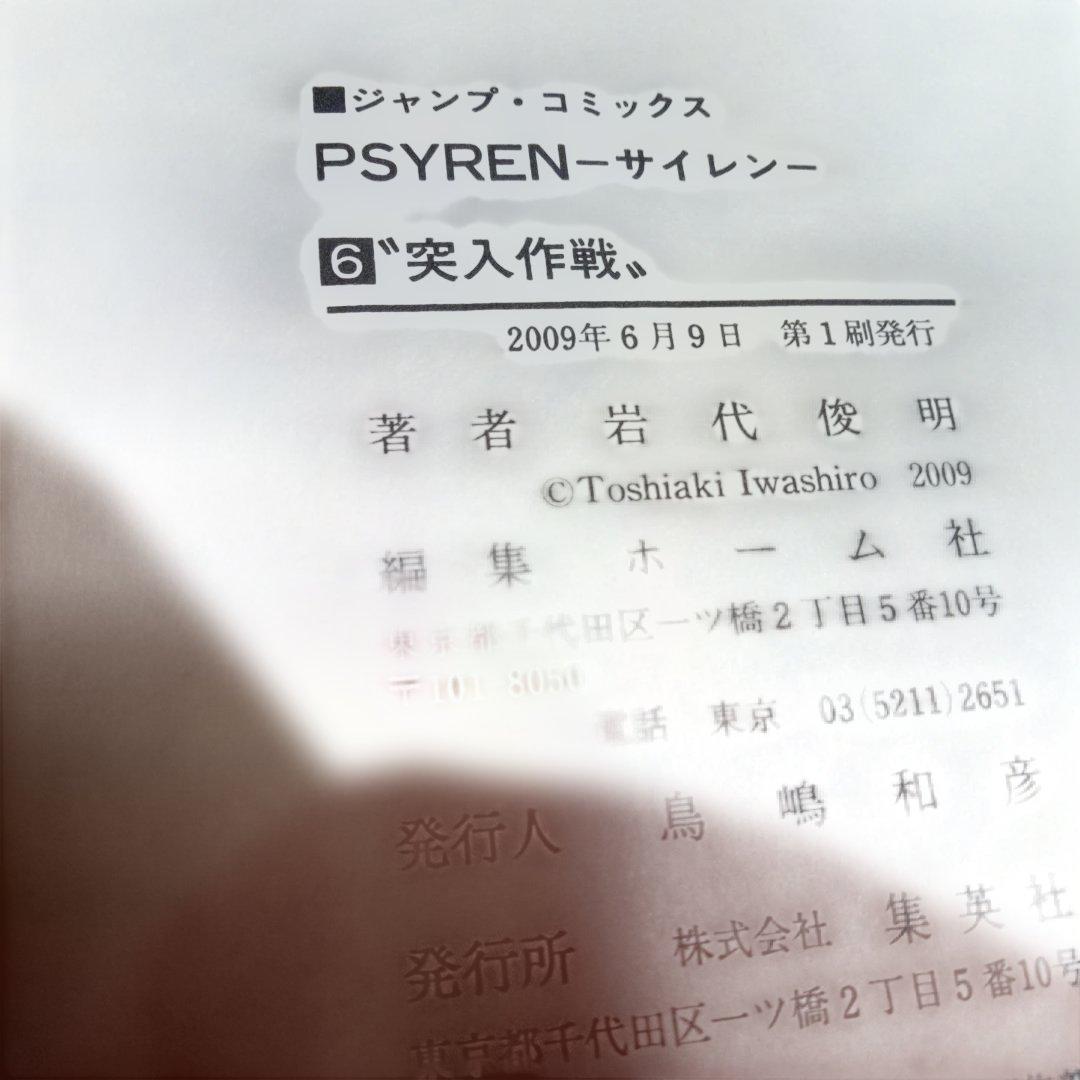 ■ジャンプ・コミックス
PSYREN－サイレン－
6〝突入作戦〟
2009年6月9日 第1刷発行
著者 岩代俊明
©Toshiaki Iwashiro 2009
編集 ホーム社
東京都千代田区一ツ橋2丁目5番10号
〒101 8050
電話 東京 03(5211)2651
発行人 鳥嶋和彦
発行所 株式会社 集英社
東京都千代田区一ツ橋2丁目5番10号